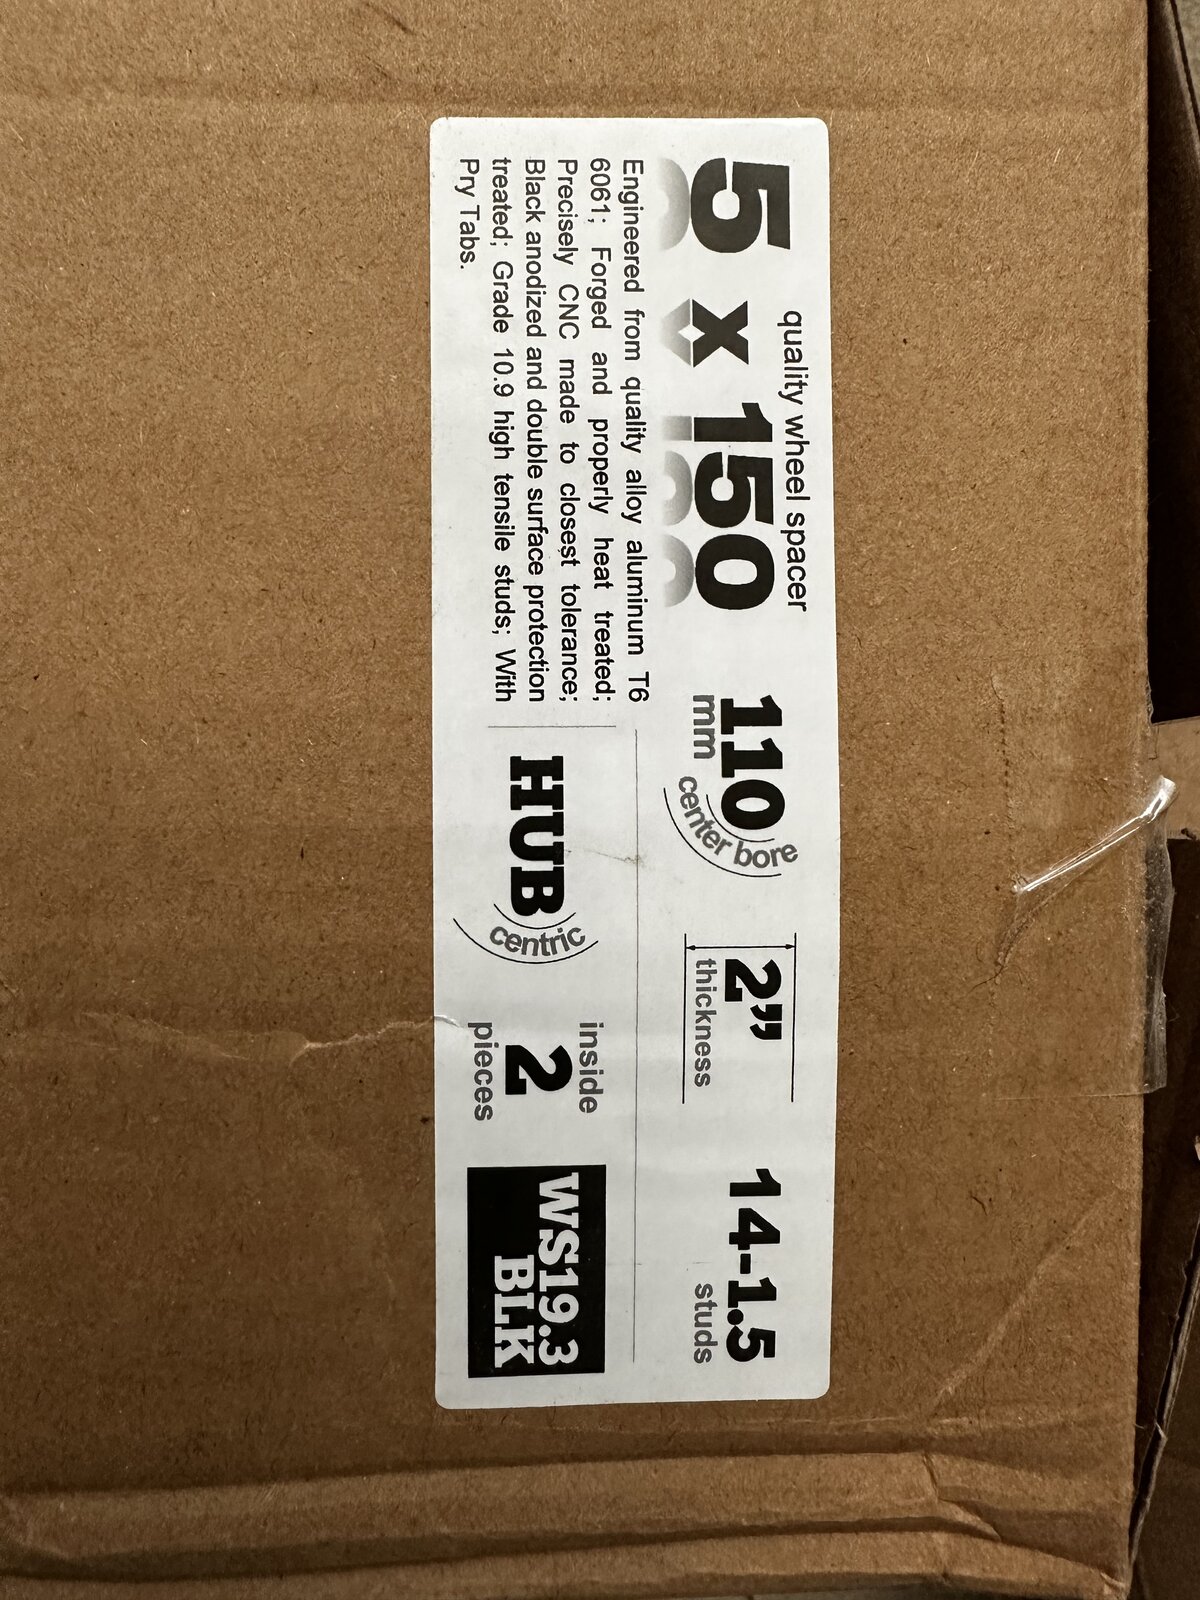 quality wheel spacer
5 x 150
110
mm center bore
2”
thickness
14-1.5
studs
Engineered from quality alloy aluminum T6
6061; Forged and properly heat treated;
Precisely CNC made to closest tolerance;
Black anodized and double surface protection
treated; Grade 10.9 high tensile studs; With
Pry Tabs.
HUB
centric
inside
2
pieces
WS19.3
BLK